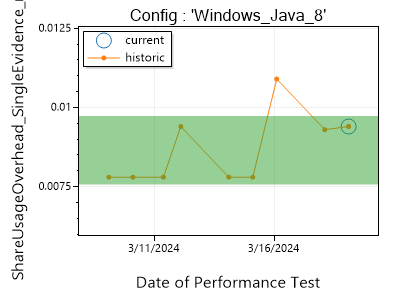 Config : 'Windows_Java_8'
current
historic
0.0125
0.01
0.0075
3/11/2024
3/16/2024
Date of Performance Test
ShareUsageOverhead_SingleEvidence_